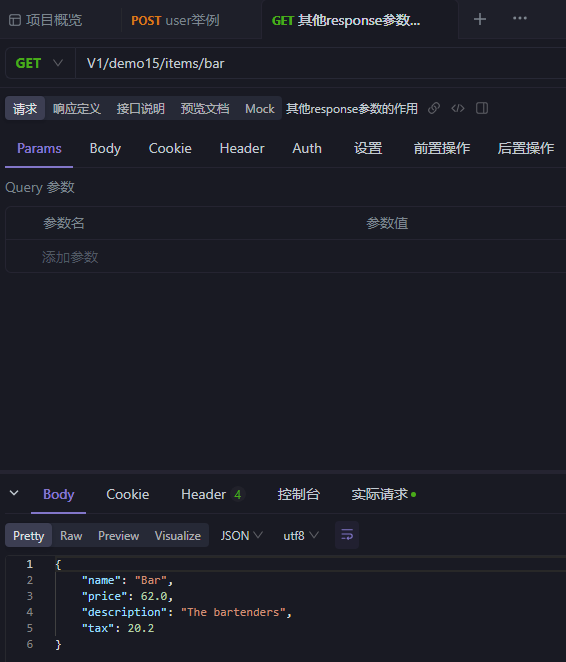 项目概览 POST user举例 GET 其他response参数...
GET V1/demo15/items/bar
请求 响应定义 接口说明 预览文档 Mock 其他response参数的作用
Params Body Cookie Header Auth 设置 前置操作 后置操作
Query 参数
参数名 参数值
添加参数
Body Cookie Header 4 控制台 实际请求
Pretty Raw Preview Visualize JSON utf8
1 {
2 "name": "Bar",
3 "price": 62.0,
4 "description": "The bartenders",
5 "tax": 20.2
6 }